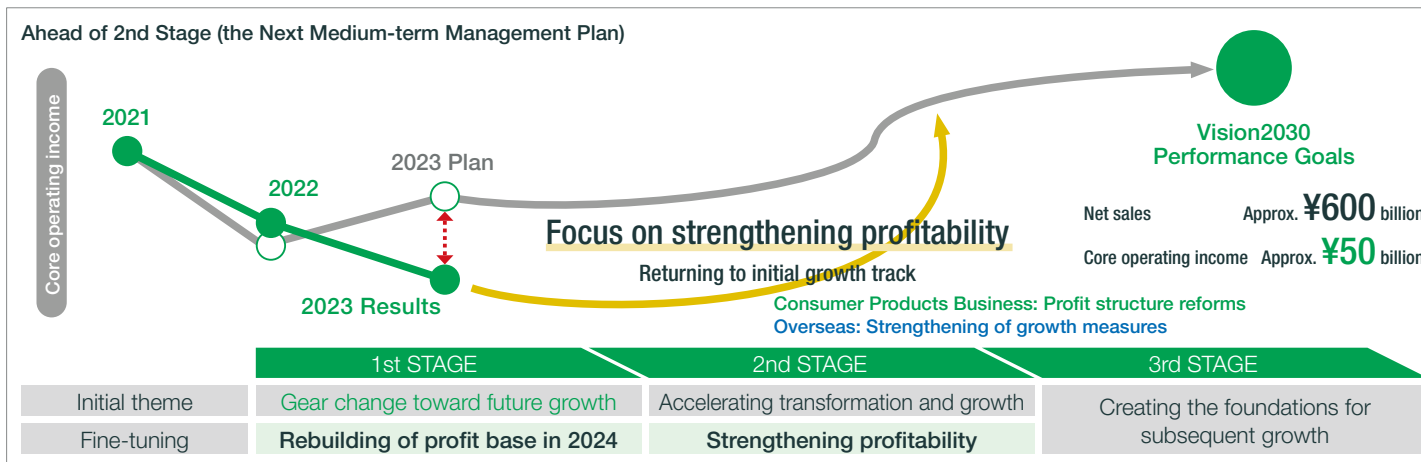 Ahead of 2nd Stage (the Next Medium-term Management Plan)
Core operating income
2021
2022
2023 Plan
2023 Results
Focus on strengthening profitability
Returning to initial growth track
Consumer Products Business: Profit structure reforms
Overseas: Strengthening of growth measures
Vision2030
Performance Goals
Net sales Approx. ¥600 billion
Core operating income Approx. ¥50 billion
1st STAGE 2nd STAGE 3rd STAGE
Initial theme Gear change toward future growth Accelerating transformation and growth
Creating the foundations for
subsequent growth
Fine-tuning Rebuilding of profit base in 2024 Strengthening profitability